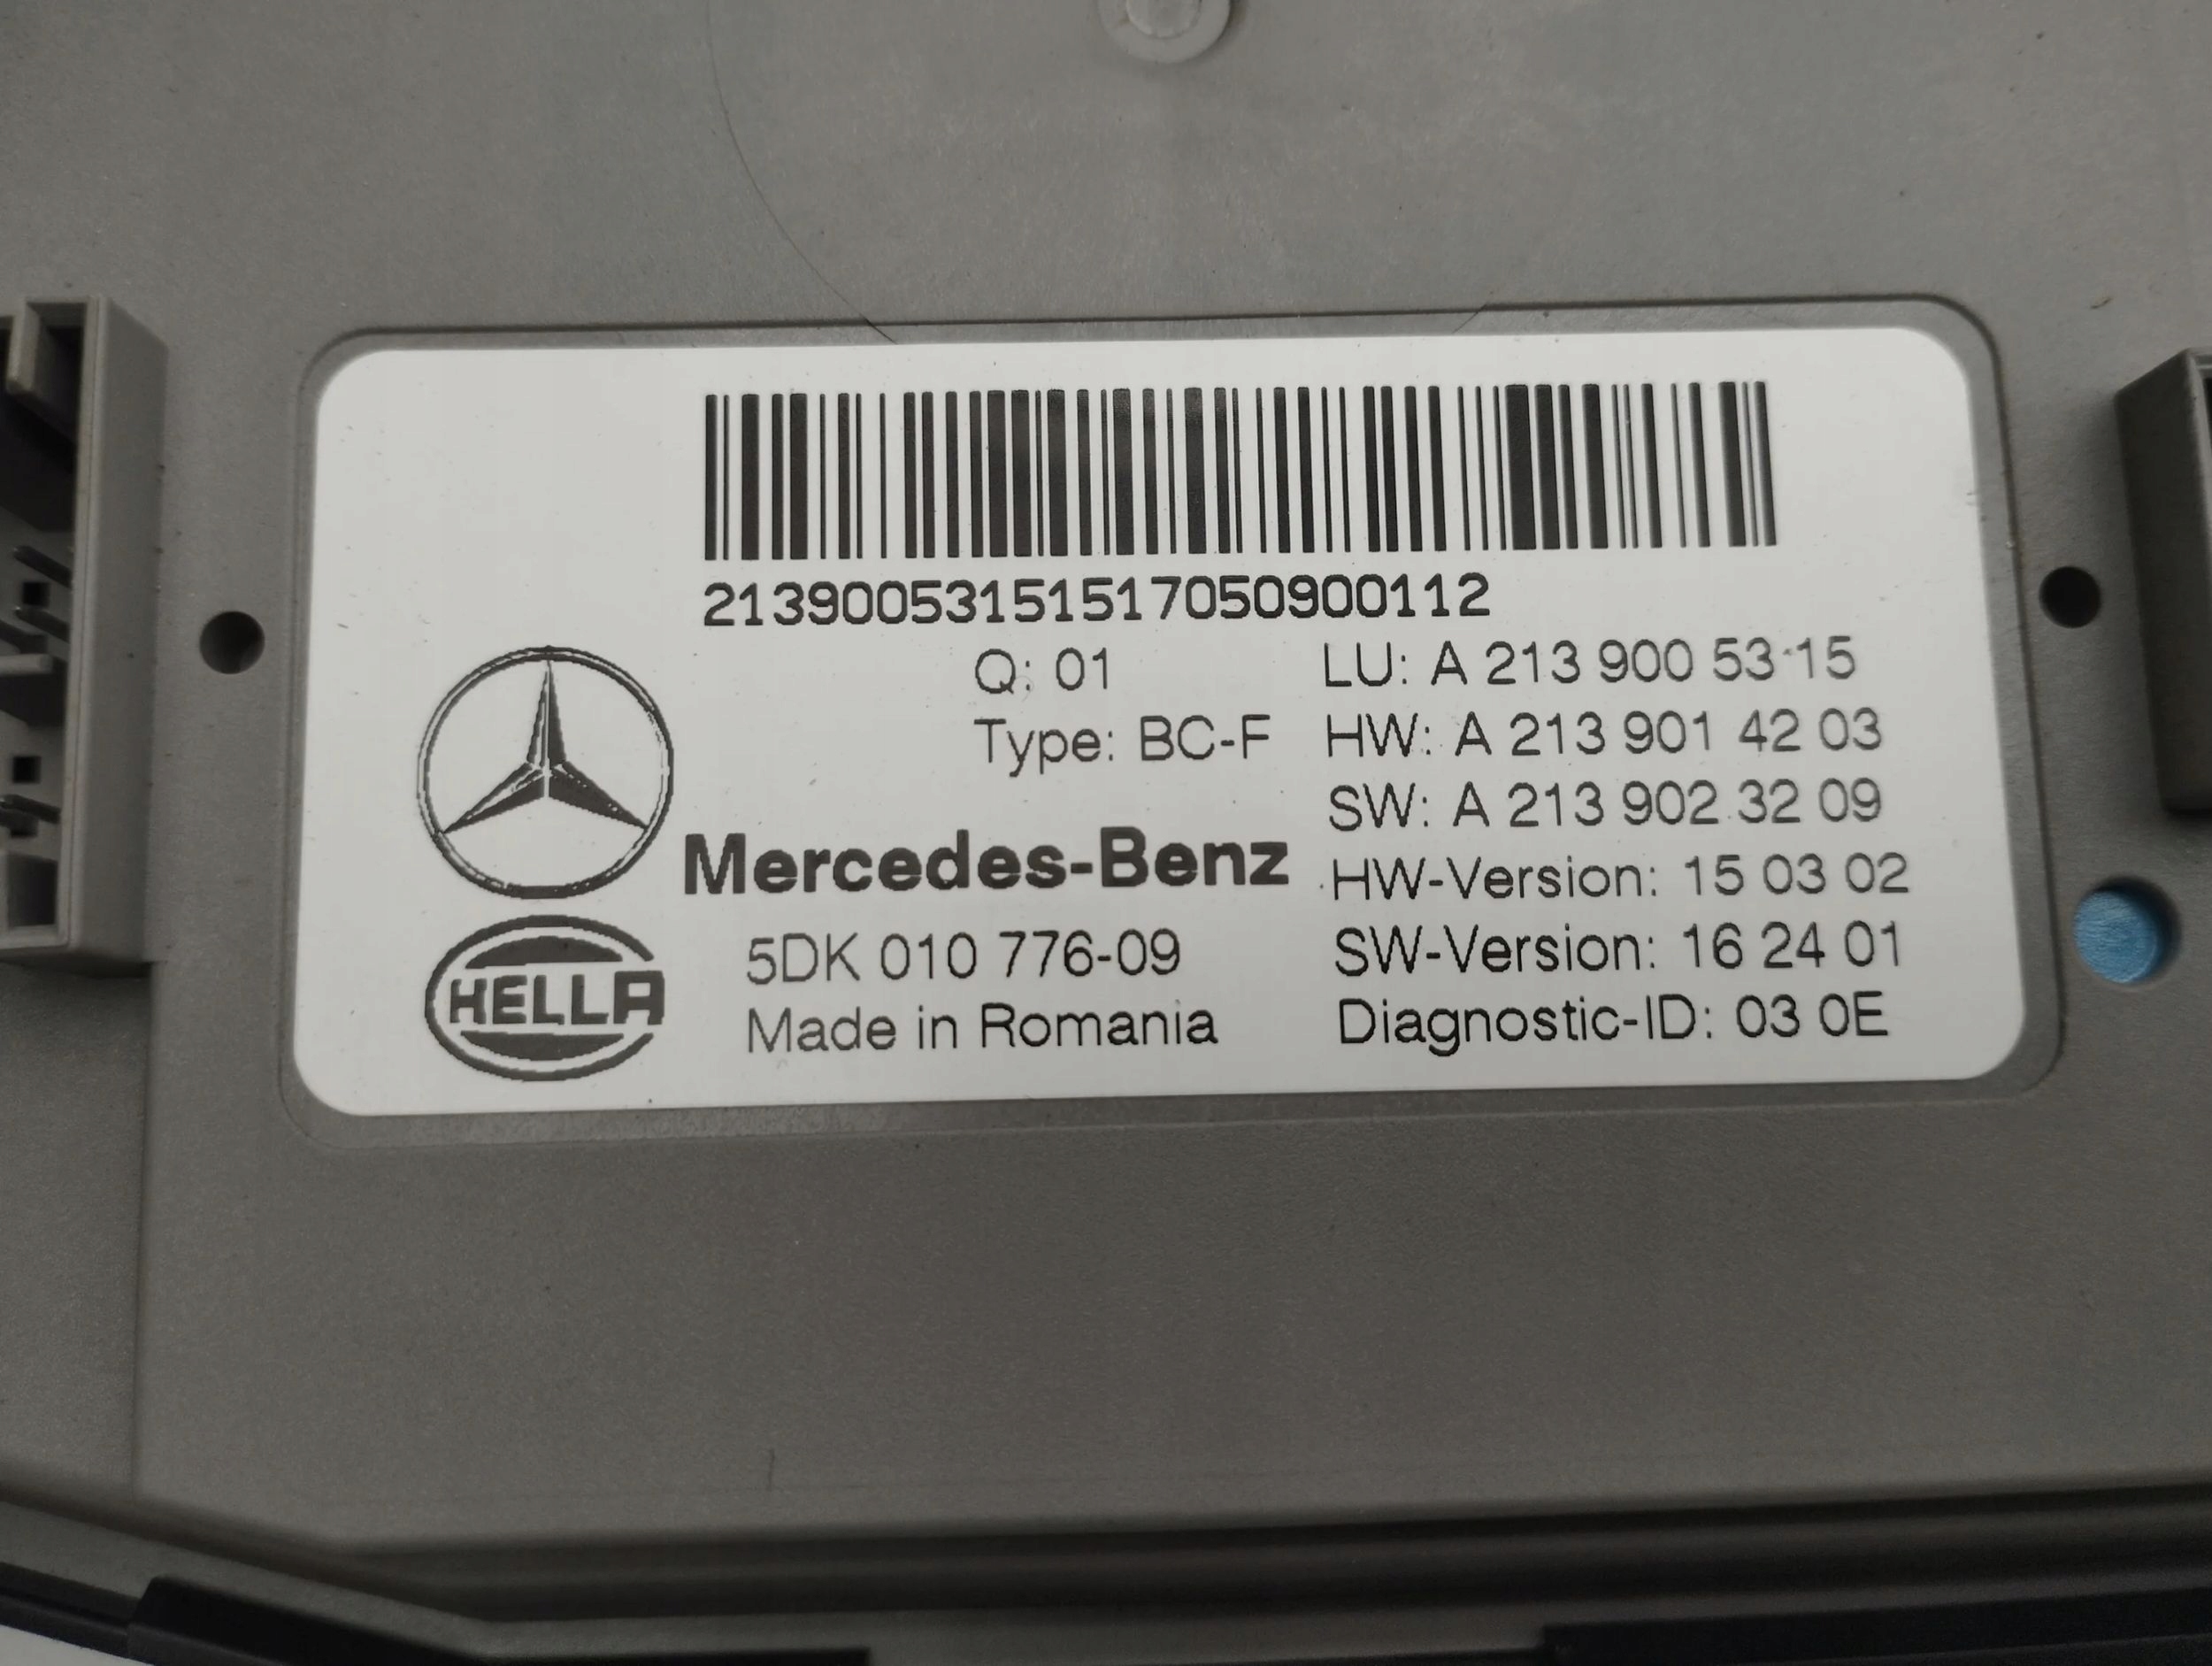 21390053151517050900112
Q: 01
Type: BC-F
LU: A 213 900 53 15
HW: A 213 901 42 03
SW: A 213 902 32 09
Mercedes-Benz
HW-Version: 15 03 02
HELLA
5DK 010 776-09
SW-Version: 16 24 01
Made in Romania
Diagnostic-ID: 03 0E